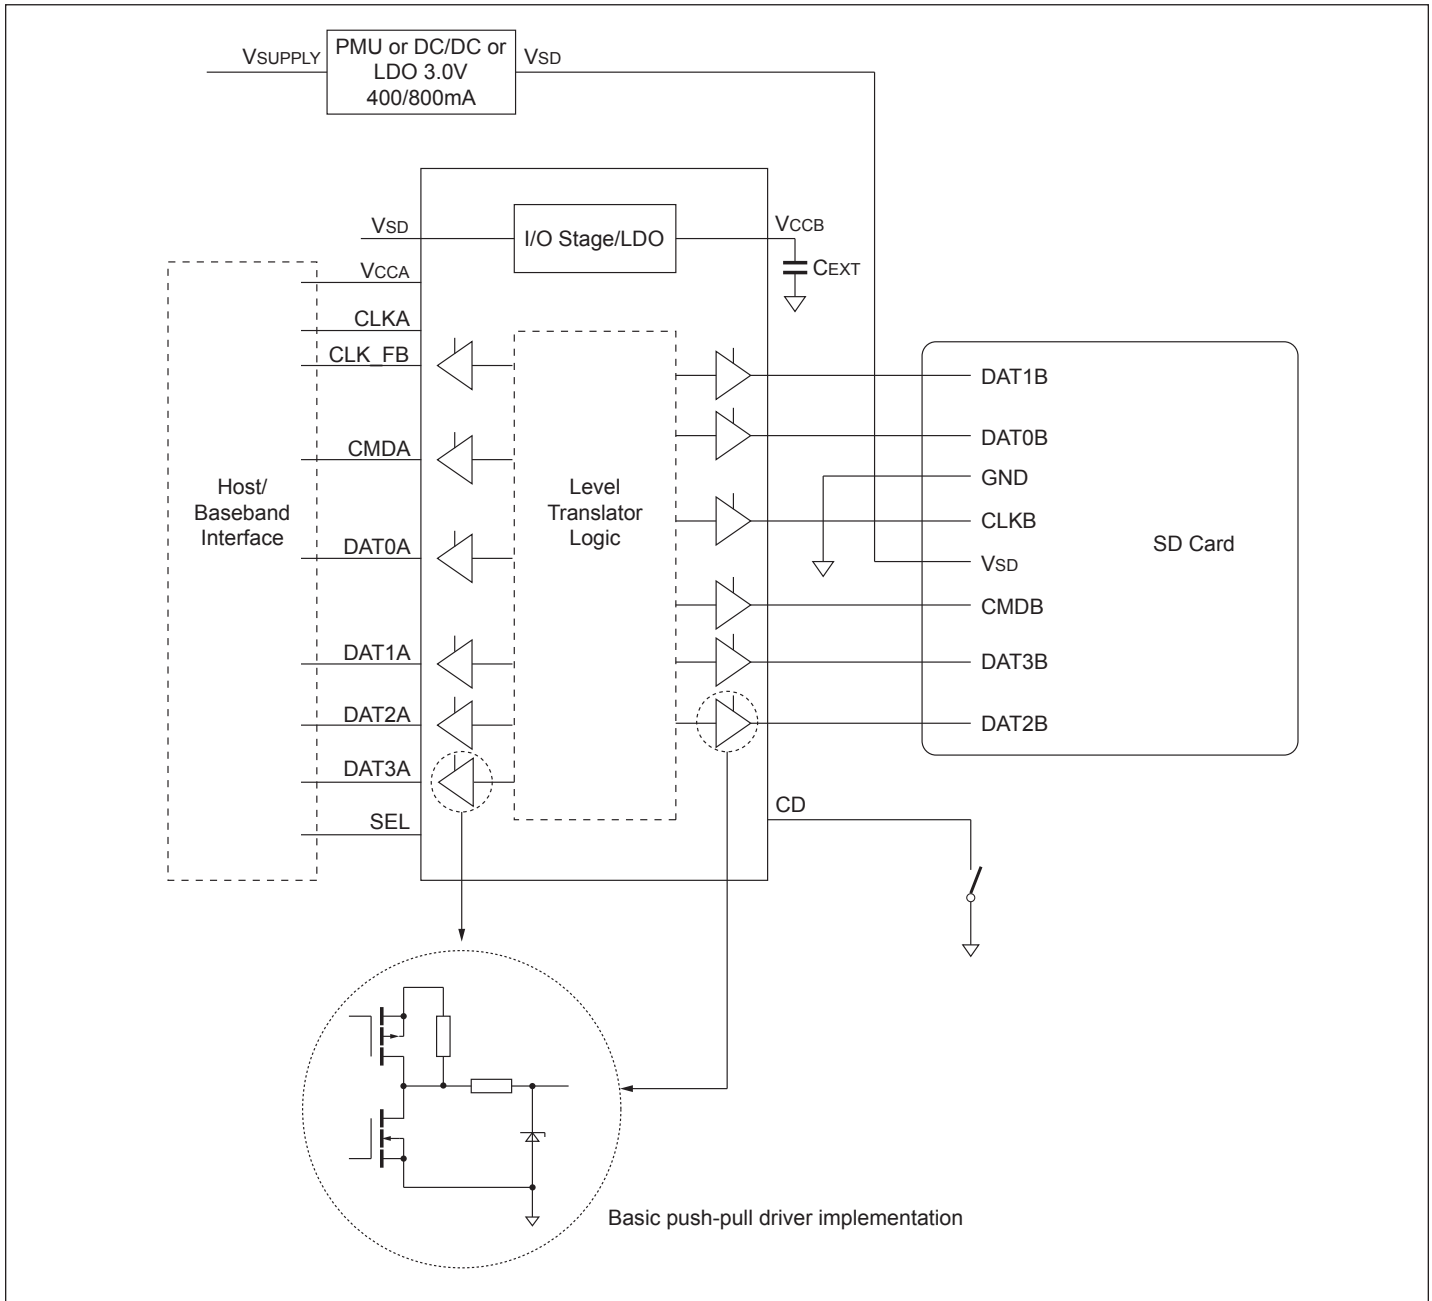 VSUPPLY
PMU or DC/DC or
LDO 3.0V
400/800mA
VSD
VSD
I/O Stage/LDO
VCCB
CEXT
VCCA
CLKA
CLK_FB
CMDA
DAT0A
DAT1A
DAT2A
DAT3A
SEL
Host/
Baseband
Interface
Level
Translator
Logic
DAT1B
DAT0B
GND
CLKB
VSD
CMDB
DAT3B
DAT2B
SD Card
CD
Basic push-pull driver implementation